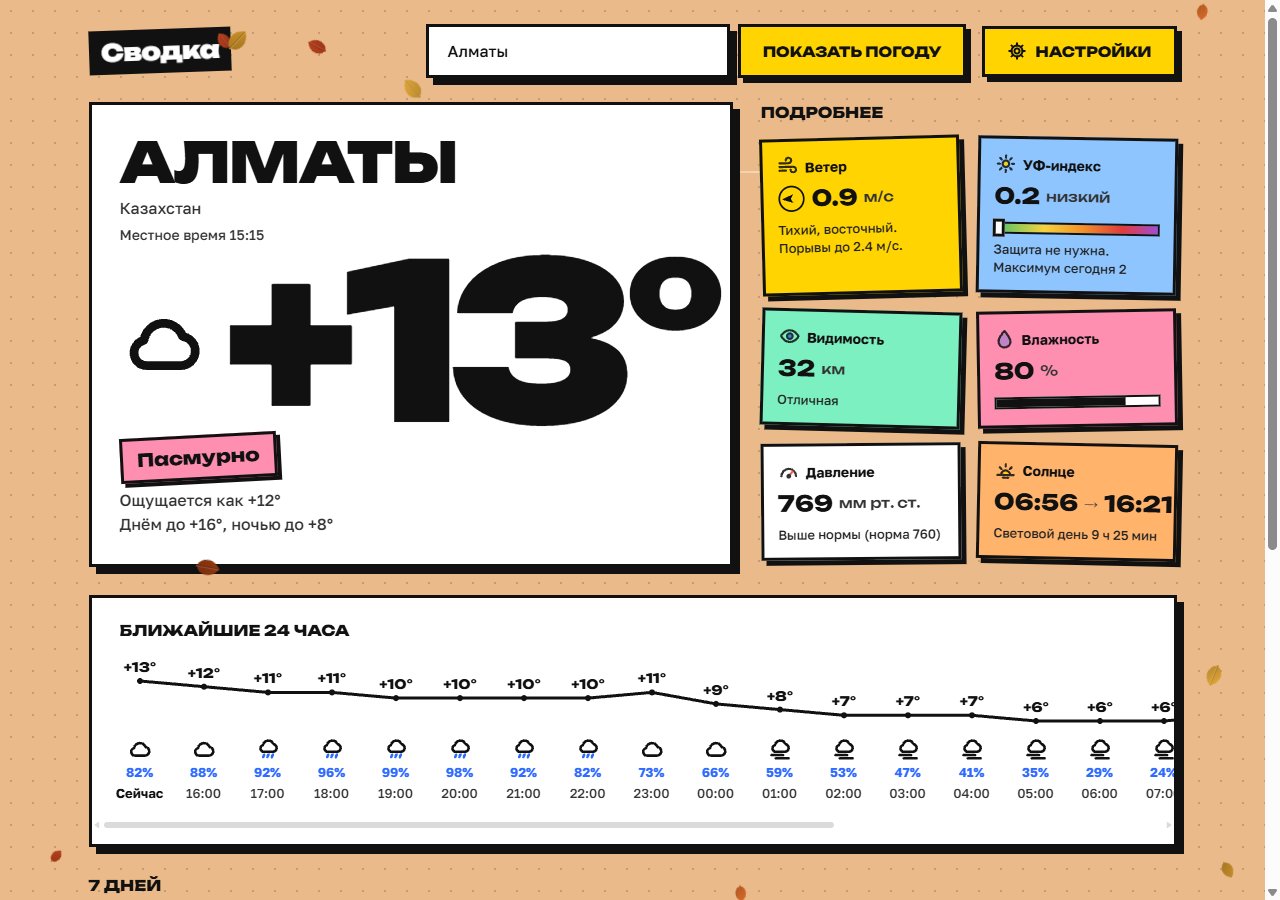 Сводка
Алматы
ПОКАЗАТЬ ПОГОДУ
НАСТРОЙКИ
АЛМАТЫ
Казахстан
Местное время 15:15
+13°
Пасмурно
Ощущается как +12°
Днём до +16°, ночью до +8°
ПОДРОБНЕЕ
Ветер
0.9 м/с
Тихий, восточный.
Порывы до 2.4 м/с.
УФ-индекс
0.2 низкий
Защита не нужна.
Максимум сегодня 2
Видимость
32 км
Отличная
Влажность
80 %
Давление
769 мм рт. ст.
Выше нормы (норма 760)
Солнце
06:56 → 16:21
Световой день 9 ч 25 мин
БЛИЖАЙШИЕ 24 ЧАСА
+13° +12° +11° +11° +10° +10° +10° +10° +11° +9° +8° +7° +7° +7° +6° +6° +6°
82% 88% 92% 96% 99% 98% 92% 82% 73% 66% 59% 53% 47% 41% 35% 29% 24%
Сейчас 16:00 17:00 18:00 19:00 20:00 21:00 22:00 23:00 00:00 01:00 02:00 03:00 04:00 05:00 06:00 07:00
7 ДНЕЙ